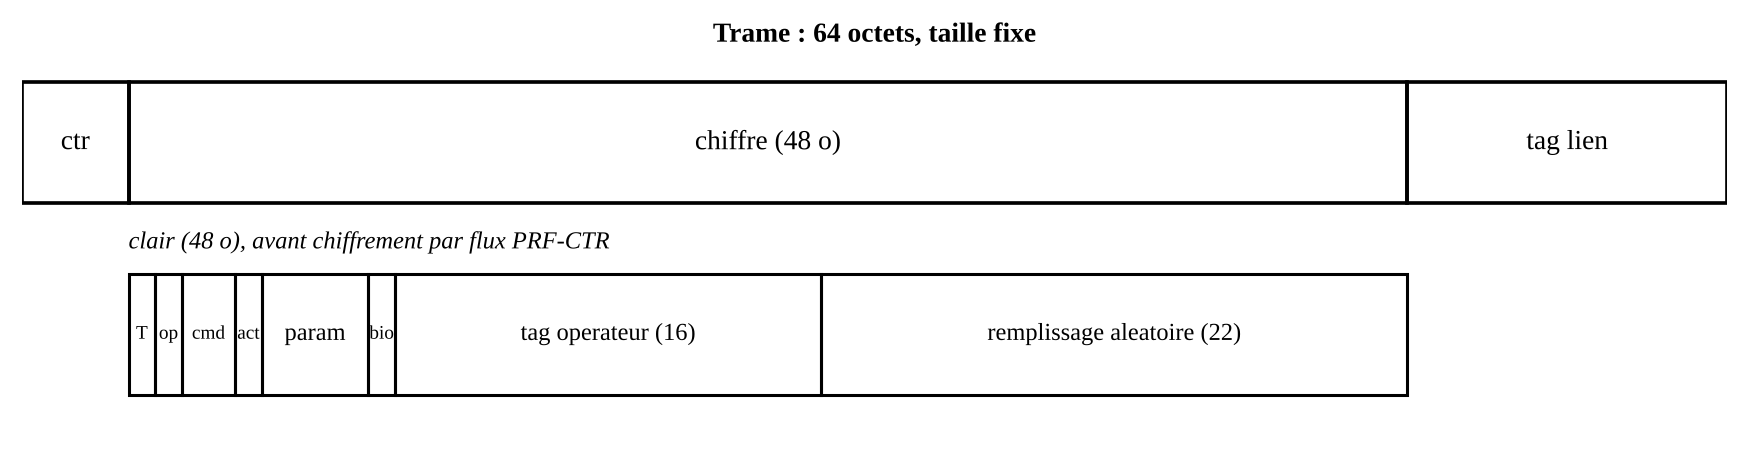 Trame : 64 octets, taille fixe
ctr chiffre (48 o) tag lien
clair (48 o), avant chiffrement par flux PRF-CTR
T op cmd act param bio tag operateur (16) remplissage aleatoire (22)